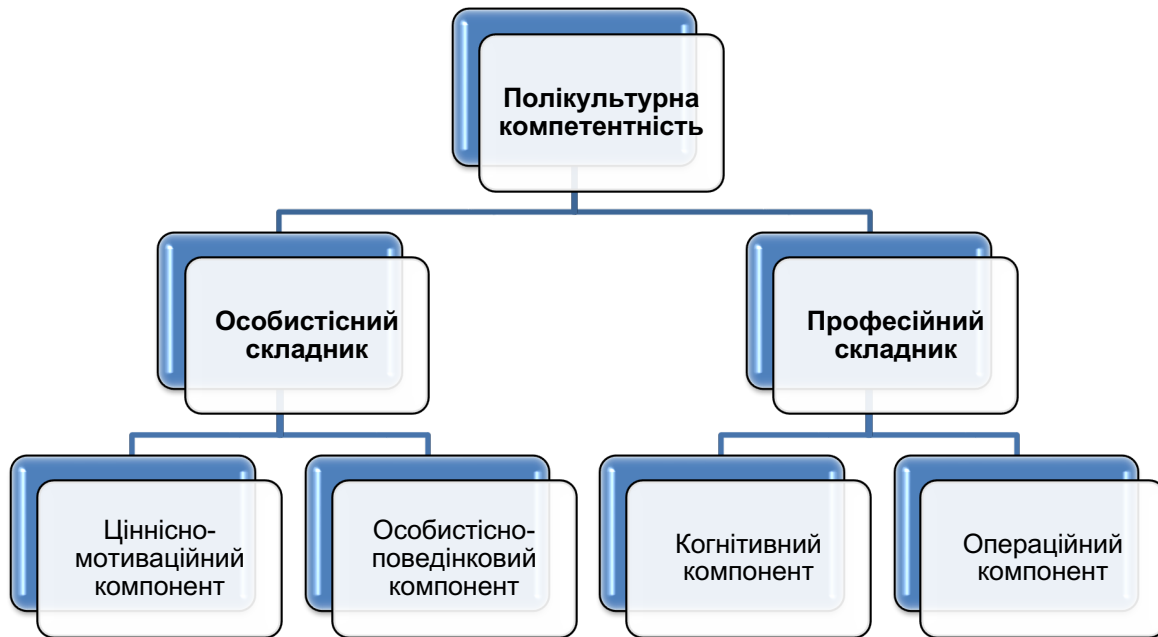 Полікультурна
компетентність
Особистісний
складник
Професійний
складник
Ціннісно-
мотиваційний
компонент
Особистісно-
поведінковий
компонент
Когнітивний
компонент
Операційний
компонент